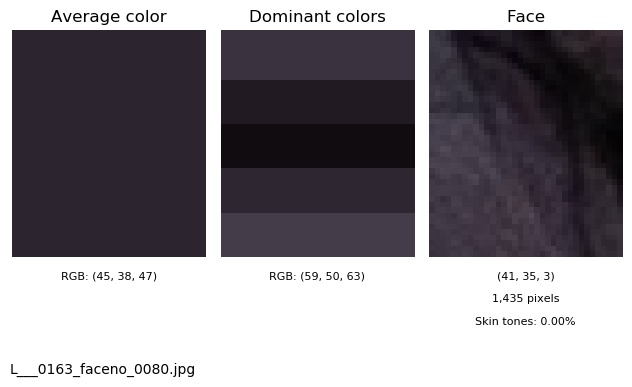 Average color
Dominant colors
Face
RGB: (45, 38, 47)
RGB: (59, 50, 63)
(41, 35, 3)
1,435 pixels
Skin tones: 0.00%
L___0163_faceno_0080.jpg